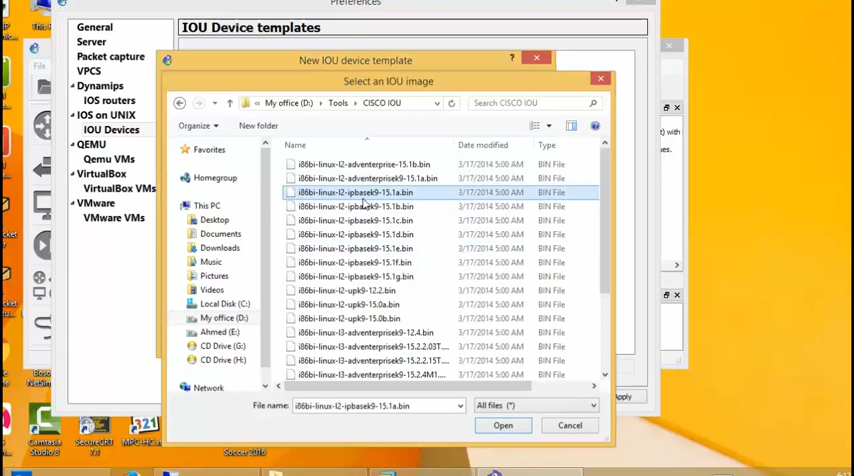 Preferences
General
Server
Packet capture
VPCS
Dynamips
IOS routers
IOS on UNIX
IOU Devices
QEMU
Qemu VMs
VirtualBox
VirtualBox VMs
VMware
VMware VMs
IOU Device templates
New IOU device template
Select an IOU image
« My office (D:) › Tools › CISCO IOU
Search CISCO IOU
Organize
New folder
Favorites
Homegroup
This PC
Desktop
Documents
Downloads
Music
Pictures
Videos
Local Disk (C:)
My office (D:)
Ahmed (E:)
CD Drive (G:)
CD Drive (H:)
Network
Name Date modified Type
i86bi-linux-l2-adventerprise-15.1b.bin 3/17/2014 5:00 AM BIN File
i86bi-linux-l2-adventerprisek9-15.1a.bin 3/17/2014 5:00 AM BIN File
i86bi-linux-l2-ipbasek9-15.1a.bin 3/17/2014 5:00 AM BIN File
i86bi-linux-l2-ipbasek9-15.1b.bin 3/17/2014 5:00 AM BIN File
i86bi-linux-l2-ipbasek9-15.1c.bin 3/17/2014 5:00 AM BIN File
i86bi-linux-l2-ipbasek9-15.1d.bin 3/17/2014 5:00 AM BIN File
i86bi-linux-l2-ipbasek9-15.1e.bin 3/17/2014 5:00 AM BIN File
i86bi-linux-l2-ipbasek9-15.1f.bin 3/17/2014 5:00 AM BIN File
i86bi-linux-l2-ipbasek9-15.1g.bin 3/17/2014 5:00 AM BIN File
i86bi-linux-l2-upk9-12.2.bin 3/17/2014 5:00 AM BIN File
i86bi-linux-l2-upk9-15.0a.bin 3/17/2014 5:00 AM BIN File
i86bi-linux-l2-upk9-15.0b.bin 3/17/2014 5:00 AM BIN File
i86bi-linux-l3-adventerprisek9-12.4.bin 3/17/2014 5:00 AM BIN File
i86bi-linux-l3-adventerprisek9-15.2.2.03T.... 3/17/2014 5:00 AM BIN File
i86bi-linux-l3-adventerprisek9-15.2.2.15T.... 3/17/2014 5:00 AM BIN File
i86bi-linux-l3-adventerprisek9-15.2.4M1.... 3/17/2014 5:00 AM BIN File
File name: i86bi-linux-l2-ipbasek9-15.1a.bin
All files (*)
Open
Cancel
Apply
File
with
and
Camtasia
Studio 8
SecureCRT
7.1
321
MPC-HC
Soccer 2016